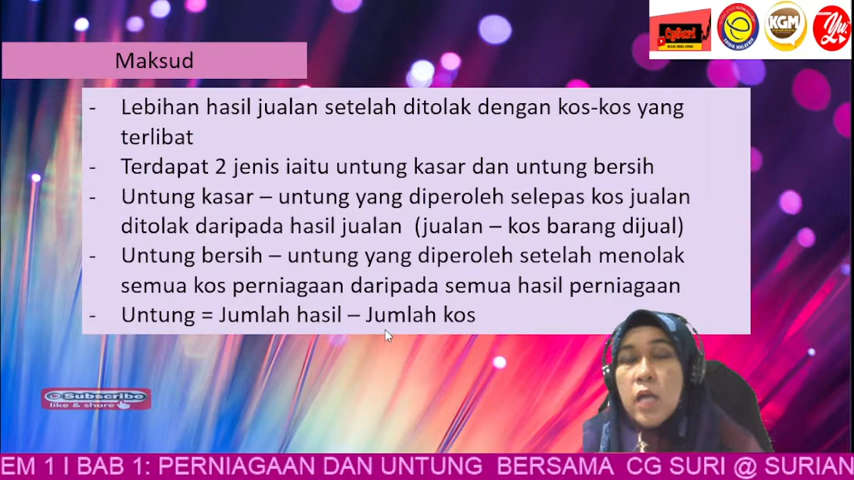 CgSuri
KGM
Yu.
Maksud
- Lebihan hasil jualan setelah ditolak dengan kos-kos yang
terlibat
- Terdapat 2 jenis iaitu untung kasar dan untung bersih
- Untung kasar – untung yang diperoleh selepas kos jualan
ditolak daripada hasil jualan (jualan – kos barang dijual)
- Untung bersih – untung yang diperoleh setelah menolak
semua kos perniagaan daripada semua hasil perniagaan
- Untung = Jumlah hasil – Jumlah kos
Subscribe
like & share
EM 1 I BAB 1: PERNIAGAAN DAN UNTUNG BERSAMA CG SURI @ SURIAN